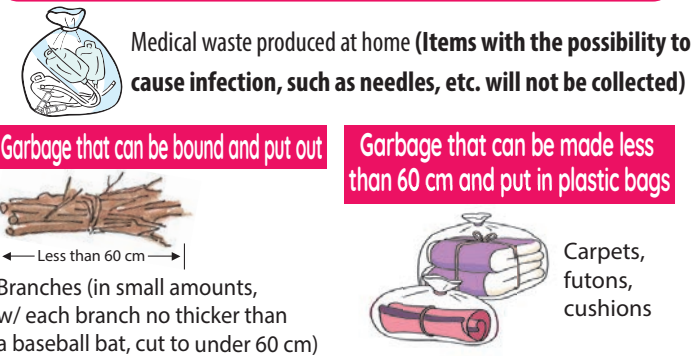 Medical waste produced at home (Items with the possibility to
cause infection, such as needles, etc. will not be collected)
Garbage that can be bound and put out
Less than 60 cm
Branches (in small amounts,
w/ each branch no thicker than
a baseball bat, cut to under 60 cm)
Garbage that can be made less
than 60 cm and put in plastic bags
Carpets,
futons,
cushions